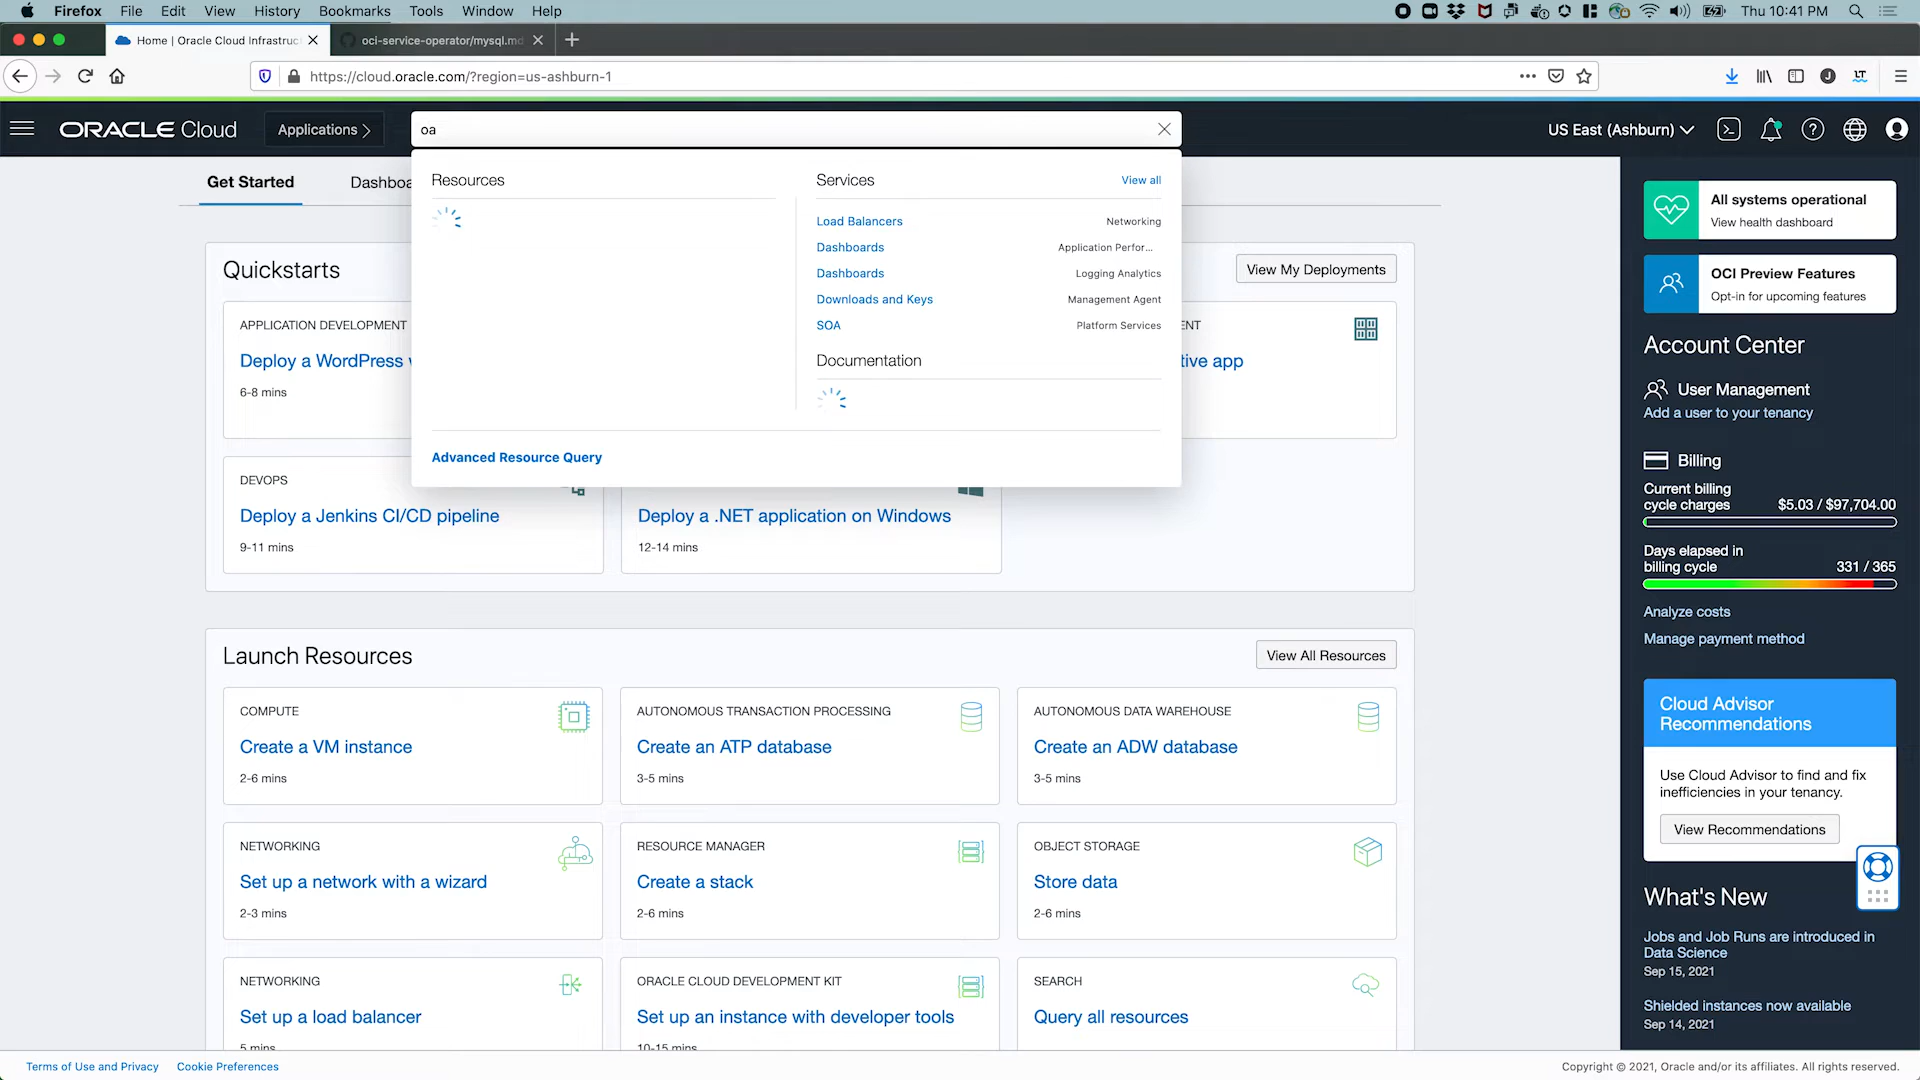 Firefox File Edit View History Bookmarks Tools Window Help
Thu 10:41 PM
Home | Oracle Cloud Infrastruc
oci-service-operator/mysql.md
https://cloud.oracle.com/?region=us-ashburn-1
ORACLE Cloud
Applications
oa
US East (Ashburn)
Get Started
Dashboa
Resources
Services
View all
Load Balancers Networking
Dashboards Application Perfor...
Dashboards Logging Analytics
Downloads and Keys Management Agent
SOA Platform Services
Documentation
Advanced Resource Query
Quickstarts
View My Deployments
APPLICATION DEVELOPMENT
Deploy a WordPress
6-8 mins
ENT
tive app
DEVOPS
Deploy a Jenkins CI/CD pipeline
9-11 mins
Deploy a .NET application on Windows
12-14 mins
Launch Resources
View All Resources
COMPUTE
Create a VM instance
2-6 mins
AUTONOMOUS TRANSACTION PROCESSING
Create an ATP database
3-5 mins
AUTONOMOUS DATA WAREHOUSE
Create an ADW database
3-5 mins
NETWORKING
Set up a network with a wizard
2-3 mins
RESOURCE MANAGER
Create a stack
2-6 mins
OBJECT STORAGE
Store data
2-6 mins
NETWORKING
Set up a load balancer
5 mins
ORACLE CLOUD DEVELOPMENT KIT
Set up an instance with developer tools
10-15 mins
SEARCH
Query all resources
All systems operational
View health dashboard
OCI Preview Features
Opt-in for upcoming features
Account Center
User Management
Add a user to your tenancy
Billing
Current billing
cycle charges $5.03 / $97,704.00
Days elapsed in
billing cycle 331 / 365
Analyze costs
Manage payment method
Cloud Advisor
Recommendations
Use Cloud Advisor to find and fix
inefficiencies in your tenancy.
View Recommendations
What's New
Jobs and Job Runs are introduced in
Data Science
Sep 15, 2021
Shielded instances now available
Sep 14, 2021
Terms of Use and Privacy
Cookie Preferences
Copyright © 2021, Oracle and/or its affiliates. All rights reserved.